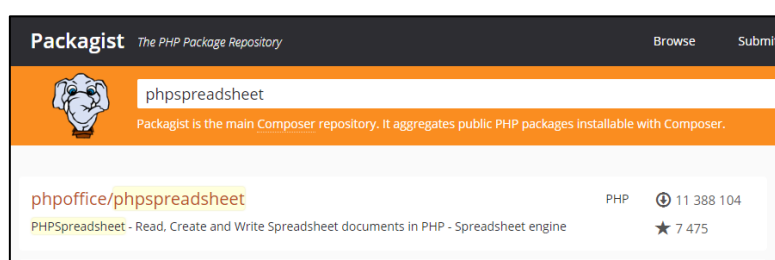 Packagist The PHP Package Repository Browse
phpspreadsheet
Packagist is the main Composer repository. It aggregates public PHP packages installable with Composer.
phpoffice/phpspreadsheet PHP 11 388 104
PHPSpreadsheet - Read, Create and Write Spreadsheet documents in PHP - Spreadsheet engine 7 475